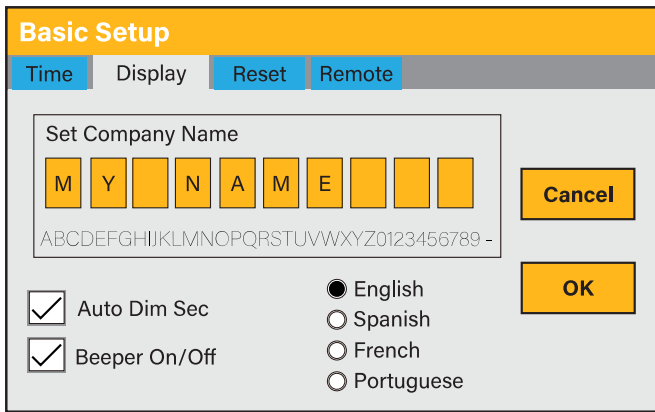 Basic Setup
Time Display Reset Remote
Set Company Name
M Y N A M E
ABCDEFGHIJKLMNOPQRSTUVWXYZ0123456789 -
Cancel
OK
Auto Dim Sec
Beeper On/Off
English
Spanish
French
Portuguese